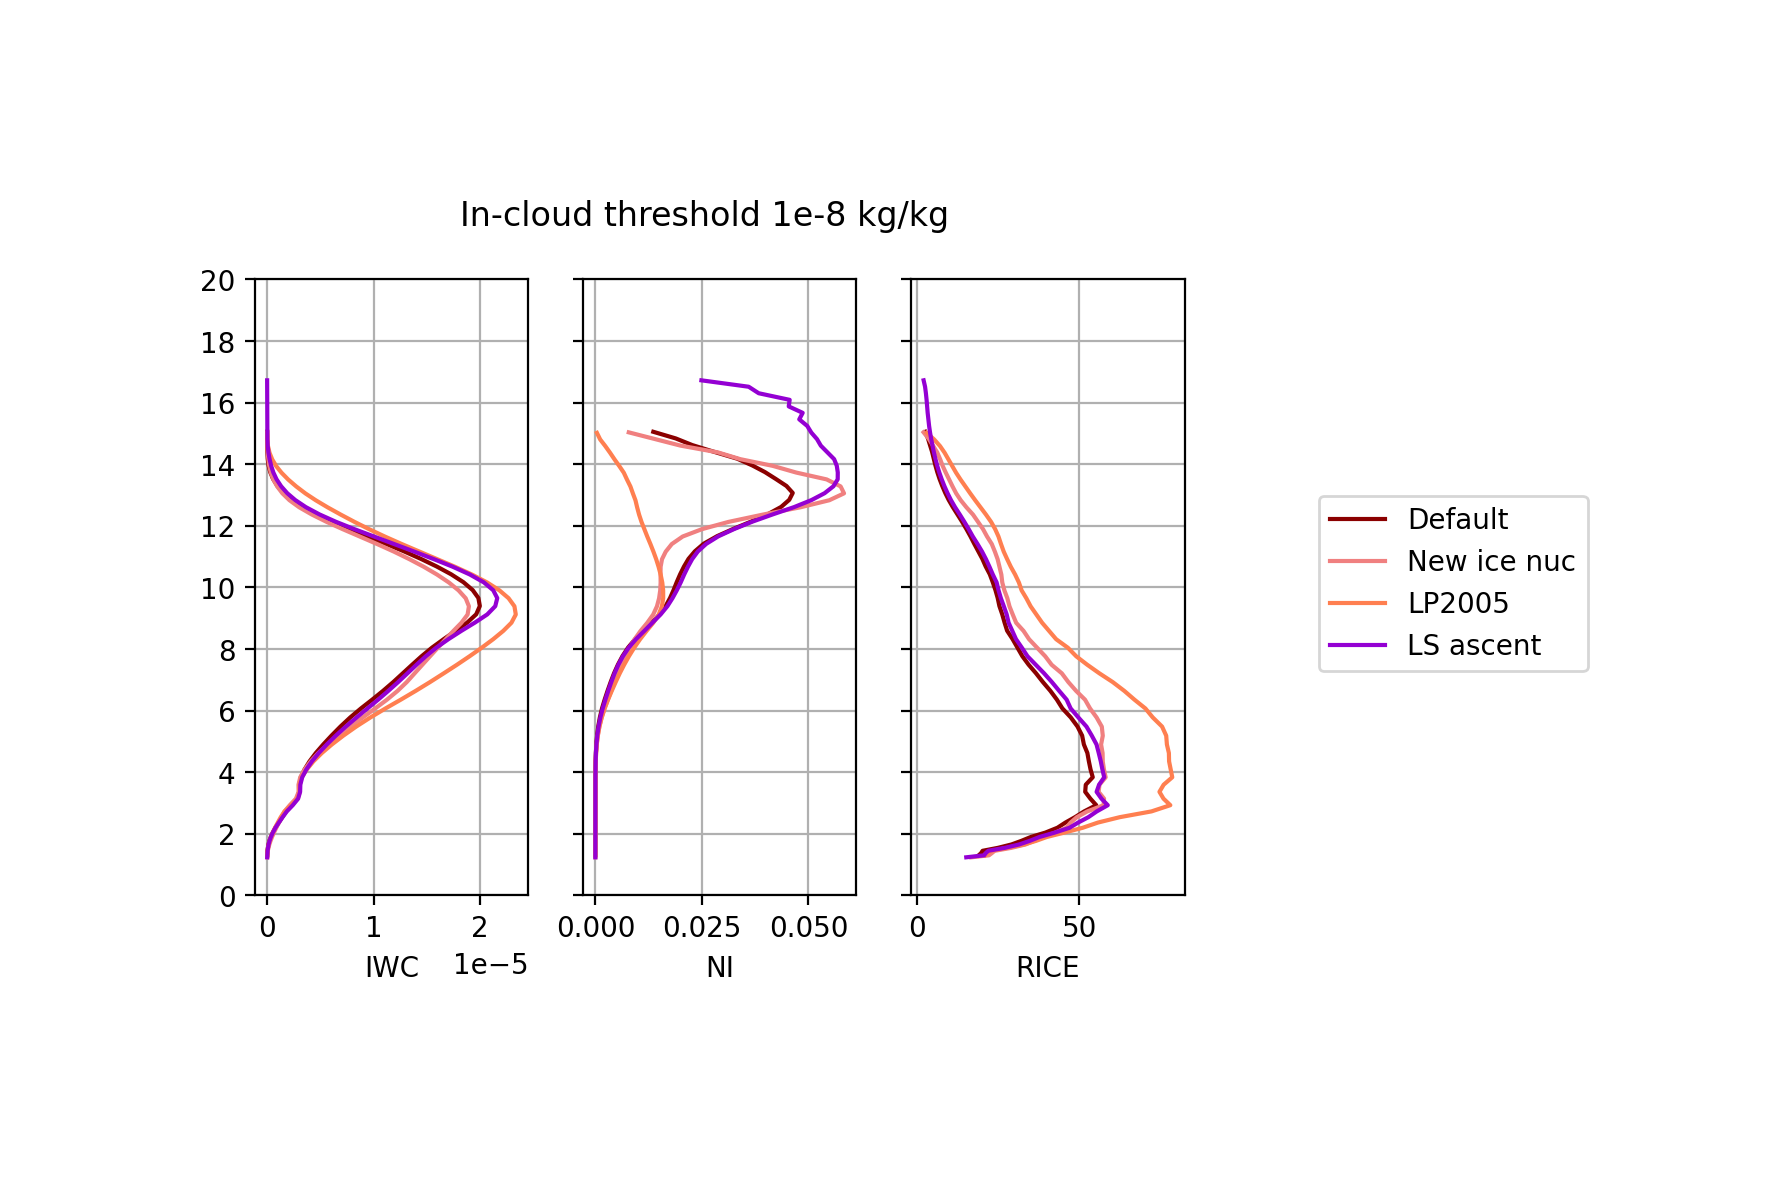 In-cloud threshold 1e-8 kg/kg
20
18
16
14
12
10
8
6
4
2
0
0 1 2
1e−5
IWC
0.000 0.025 0.050
NI
0 50
RICE
Default
New ice nuc
LP2005
LS ascent